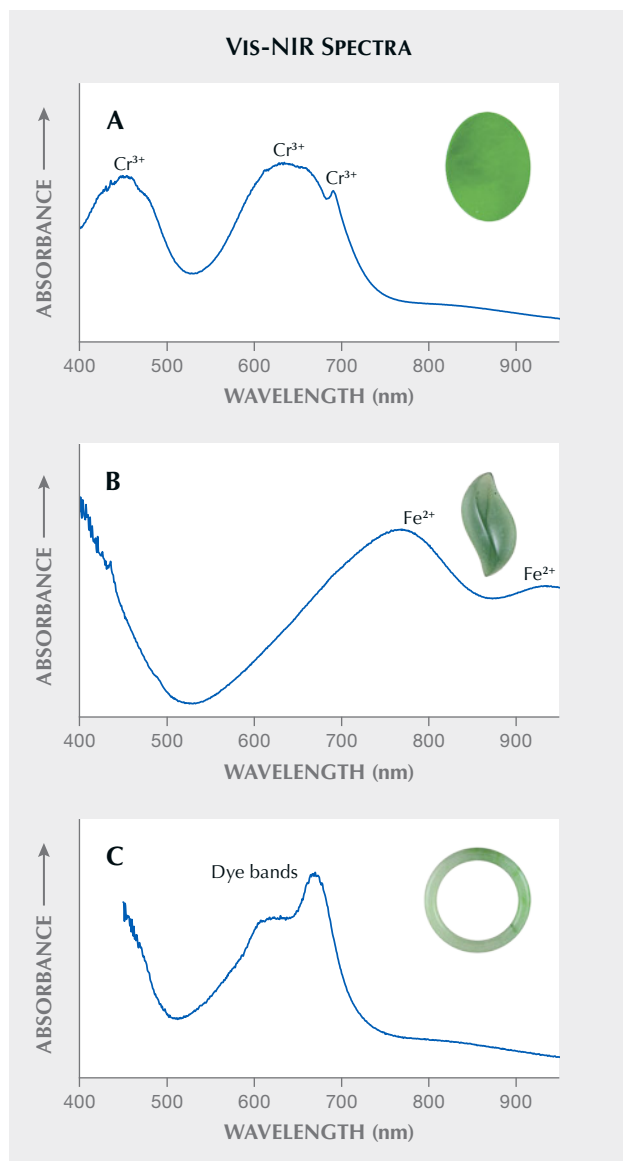 VIS-NIR SPECTRA
A
Cr³⁺
Cr³⁺
Cr³⁺
ABSORBANCE
400 500 600 700 800 900
WAVELENGTH (nm)
B
Fe²⁺
Fe²⁺
ABSORBANCE
400 500 600 700 800 900
WAVELENGTH (nm)
C
Dye bands
ABSORBANCE
400 500 600 700 800 900
WAVELENGTH (nm)